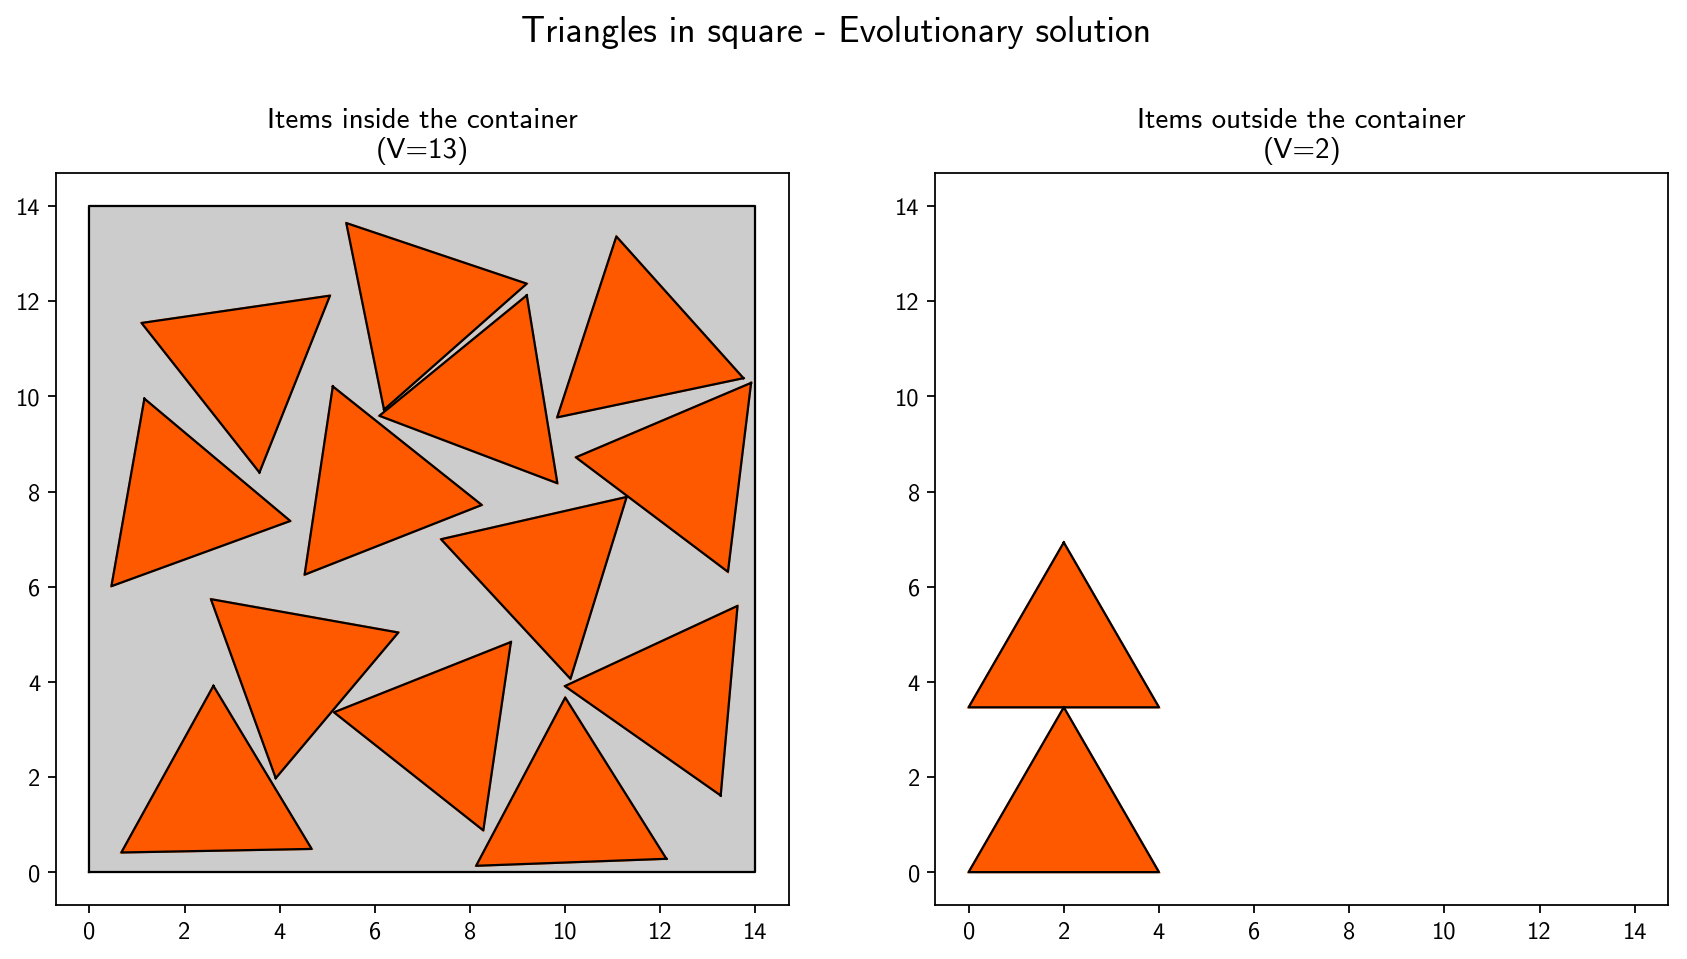 Triangles in square - Evolutionary solution
Items inside the container
(V=13)
14
12
10
8
6
4
2
0
0 2 4 6 8 10 12 14
Items outside the container
(V=2)
14
12
10
8
6
4
2
0
0 2 4 6 8 10 12 14